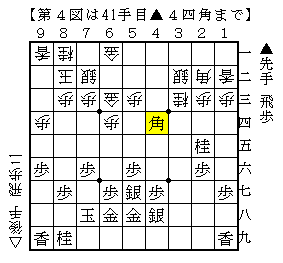 【第４図は41手目▲４四角まで】
９ ８ ７ ６ ５ ４ ３ ２ １
香 桂 金 一
玉 銀 銀 角 香 二
歩 歩 金 歩 桂 歩 歩 三
歩 歩 角 四
桂 五
歩 歩 歩 歩 六
歩 歩 銀 歩 歩 七
玉 金 金 銀 八
香 桂 香 九
▲先手 飛歩
△後手 飛歩二